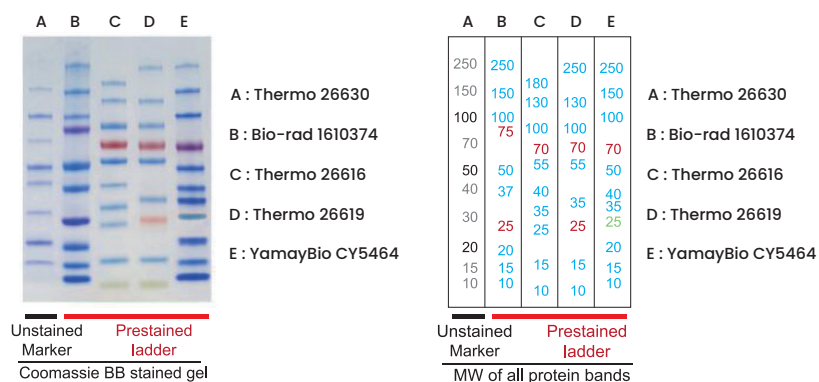 A B C D E
A : Thermo 26630
B : Bio-rad 1610374
C : Thermo 26616
D : Thermo 26619
E : YamayBio CY5464
Unstained Marker
Prestained ladder
Coomassie BB stained gel
A B C D E
250 150 100 70 50 40 30 20 15 10
250 150 100 75 50 37 25 20 15 10
180 130 100 70 55 40 35 25 15 10
250 130 100 70 55 35 25 15 10
250 150 100 70 50 40 35 25 20 15 10
A : Thermo 26630
B : Bio-rad 1610374
C : Thermo 26616
D : Thermo 26619
E : YamayBio CY5464
Unstained Marker
Prestained ladder
MW of all protein bands